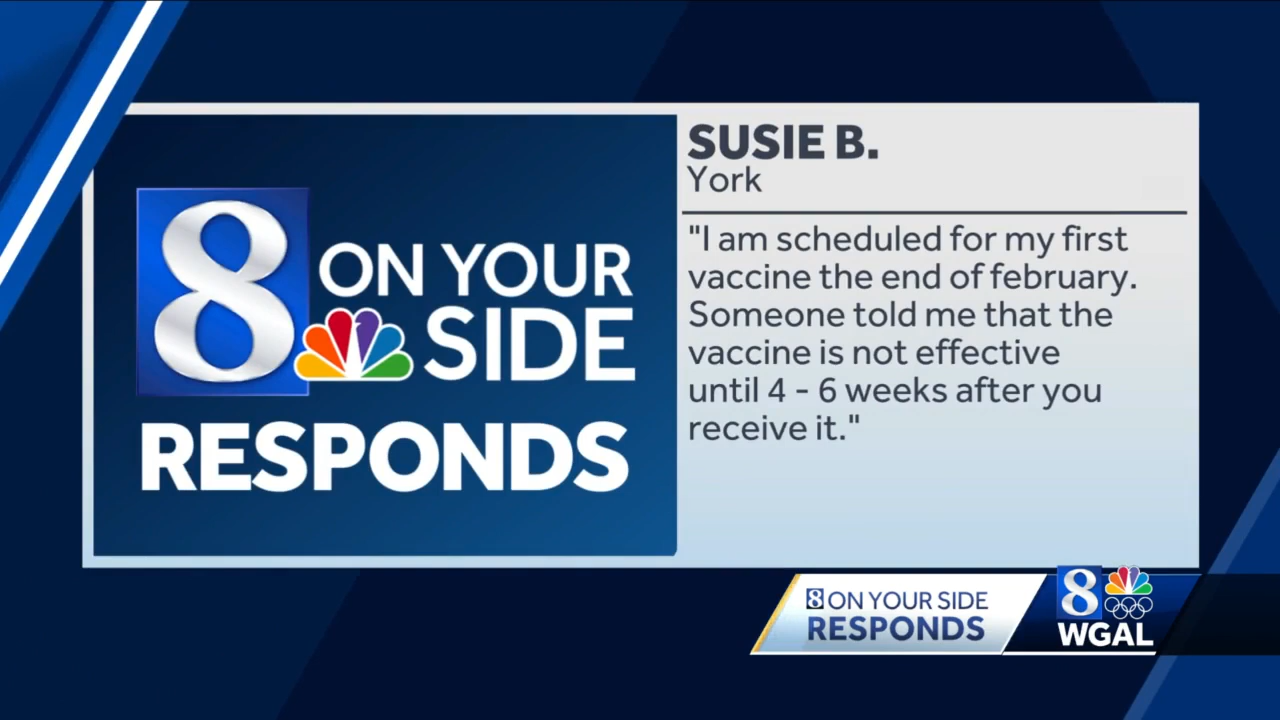 8 ON YOUR
SIDE
RESPONDS
SUSIE B.
York
"I am scheduled for my first
vaccine the end of february.
Someone told me that the
vaccine is not effective
until 4 - 6 weeks after you
receive it."
8 ON YOUR SIDE
RESPONDS
8
WGAL